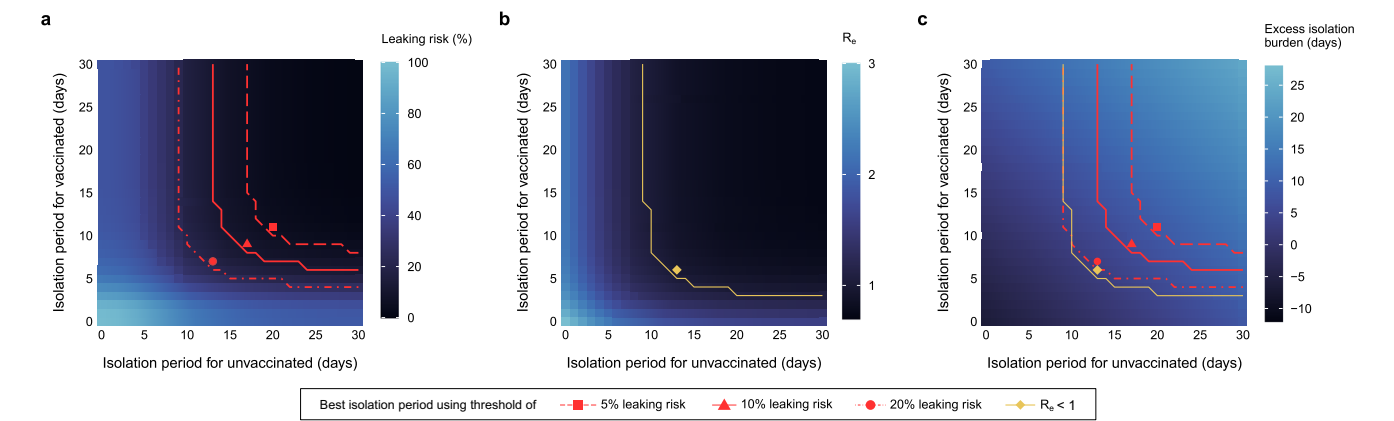 a
Leaking risk (%)
100
80
60
40
20
0
30
25
20
15
10
5
0
Isolation period for vaccinated (days)
0 5 10 15 20 25 30
Isolation period for unvaccinated (days)
b
Re
3
2
1
30
25
20
15
10
5
0
Isolation period for vaccinated (days)
0 5 10 15 20 25 30
Isolation period for unvaccinated (days)
c
Excess isolation
burden (days)
25
20
15
10
5
0
−5
−10
30
25
20
15
10
5
0
Isolation period for vaccinated (days)
0 5 10 15 20 25 30
Isolation period for unvaccinated (days)
Best isolation period using threshold of 5% leaking risk 10% leaking risk 20% leaking risk Re < 1